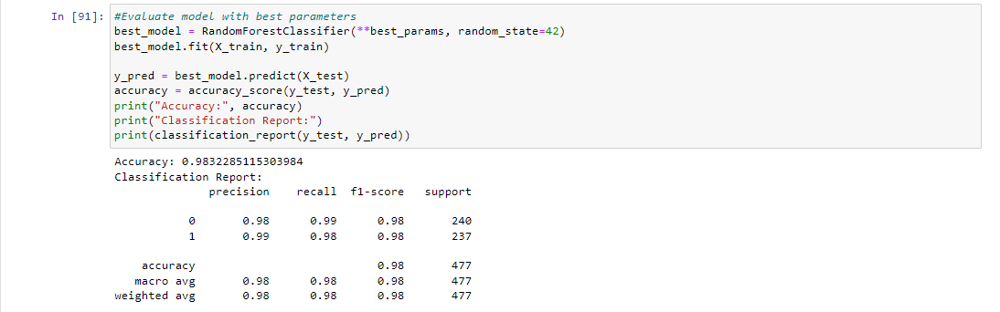 In [91]: #Evaluate model with best parameters
best_model = RandomForestClassifier(**best_params, random_state=42)
best_model.fit(X_train, y_train)

y_pred = best_model.predict(X_test)
accuracy = accuracy_score(y_test, y_pred)
print("Accuracy:", accuracy)
print("Classification Report:")
print(classification_report(y_test, y_pred))
Accuracy: 0.9832285115303984
Classification Report:
              precision    recall  f1-score   support

           0       0.98      0.99      0.98       240
           1       0.99      0.98      0.98       237

    accuracy                           0.98       477
   macro avg       0.98      0.98      0.98       477
weighted avg       0.98      0.98      0.98       477